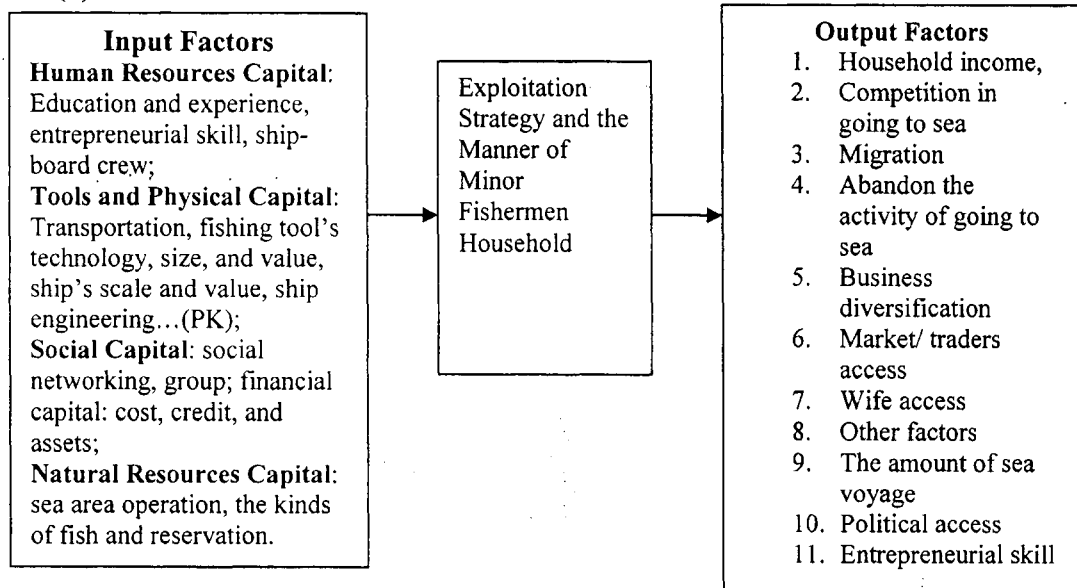 Input Factors
Human Resources Capital:
Education and experience,
entrepreneurial skill, ship-
board crew;
Tools and Physical Capital:
Transportation, fishing tool's
technology, size, and value,
ship's scale and value, ship
engineering...(PK);
Social Capital: social
networking, group; financial
capital: cost, credit, and
assets;
Natural Resources Capital:
sea area operation, the kinds
of fish and reservation.
Exploitation
Strategy and the
Manner of
Minor
Fishermen
Household
Output Factors
1. Household income,
2. Competition in
going to sea
3. Migration
4. Abandon the
activity of going to
sea
5. Business
diversification
6. Market/ traders
access
7. Wife access
8. Other factors
9. The amount of sea
voyage
10. Political access
11. Entrepreneurial skill